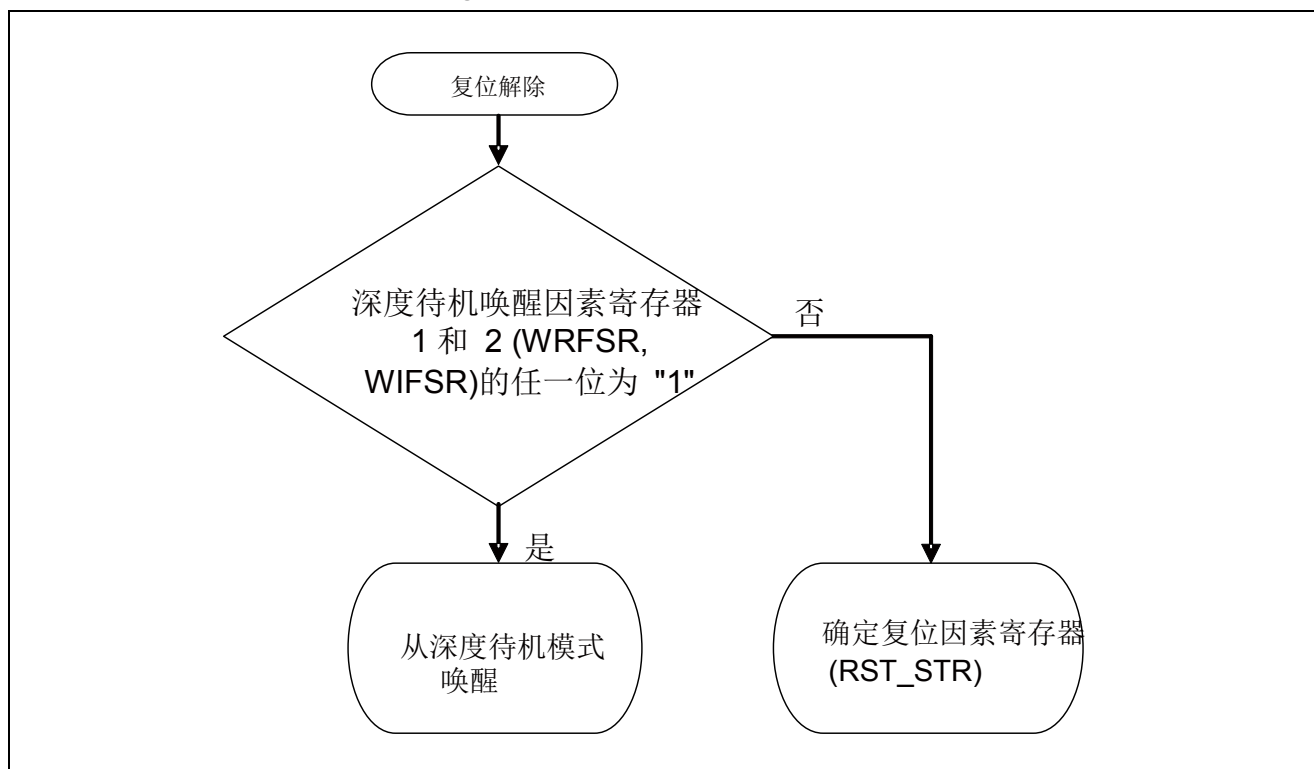 复位解除
深度待机唤醒因素寄存器
1 和 2 (WRFSR,
WIFSR)的任一位为 "1"
否
是
从深度待机模式
唤醒
确定复位因素寄存器
(RST_STR)